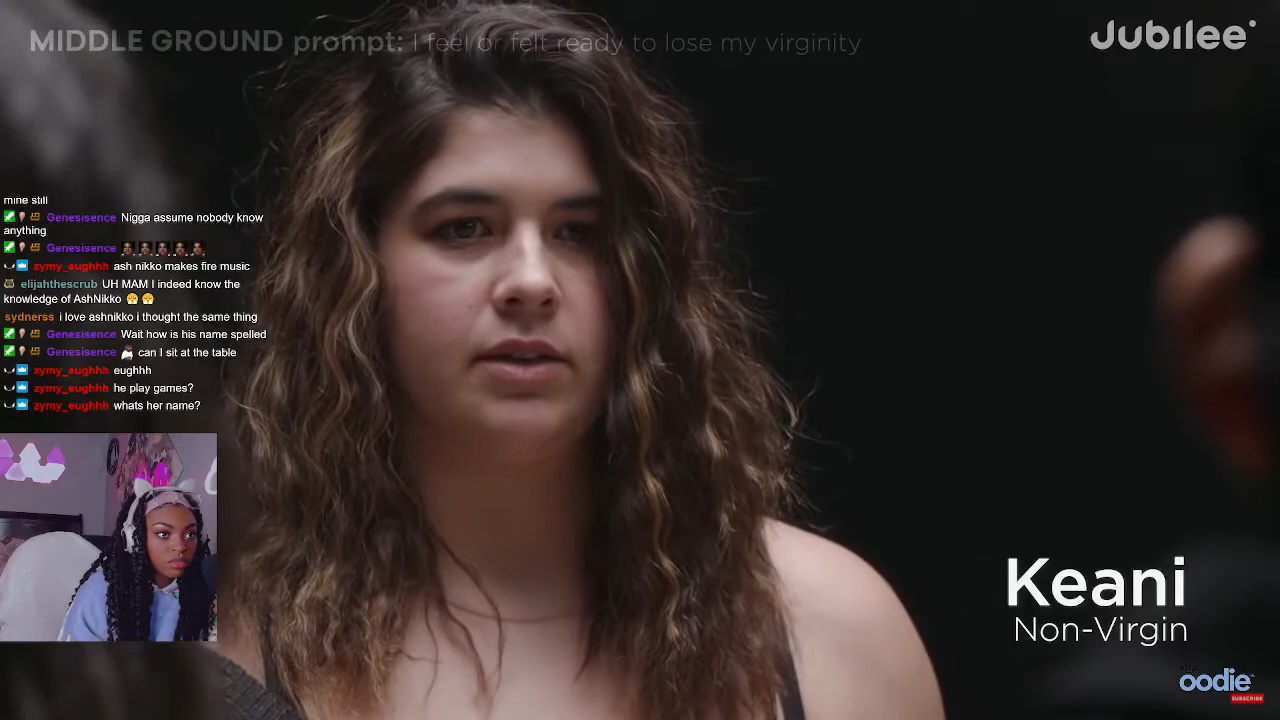 MIDDLE GROUND prompt: I feel or felt ready to lose my virginity
Jubilee
mine still
Genesisence Nigga assume nobody know
anything
Genesisence
zymy_eughhh ash nikko makes fire music
elijahthescrub UH MAM I indeed know the
knowledge of AshNikko
sydnerss i love ashnikko i thought the same thing
Genesisence Wait how is his name spelled
Genesisence can I sit at the table
zymy_eughhh eughhh
zymy_eughhh he play games?
zymy_eughhh whats her name?
Keani
Non-Virgin
oodie
SUBSCRIBE